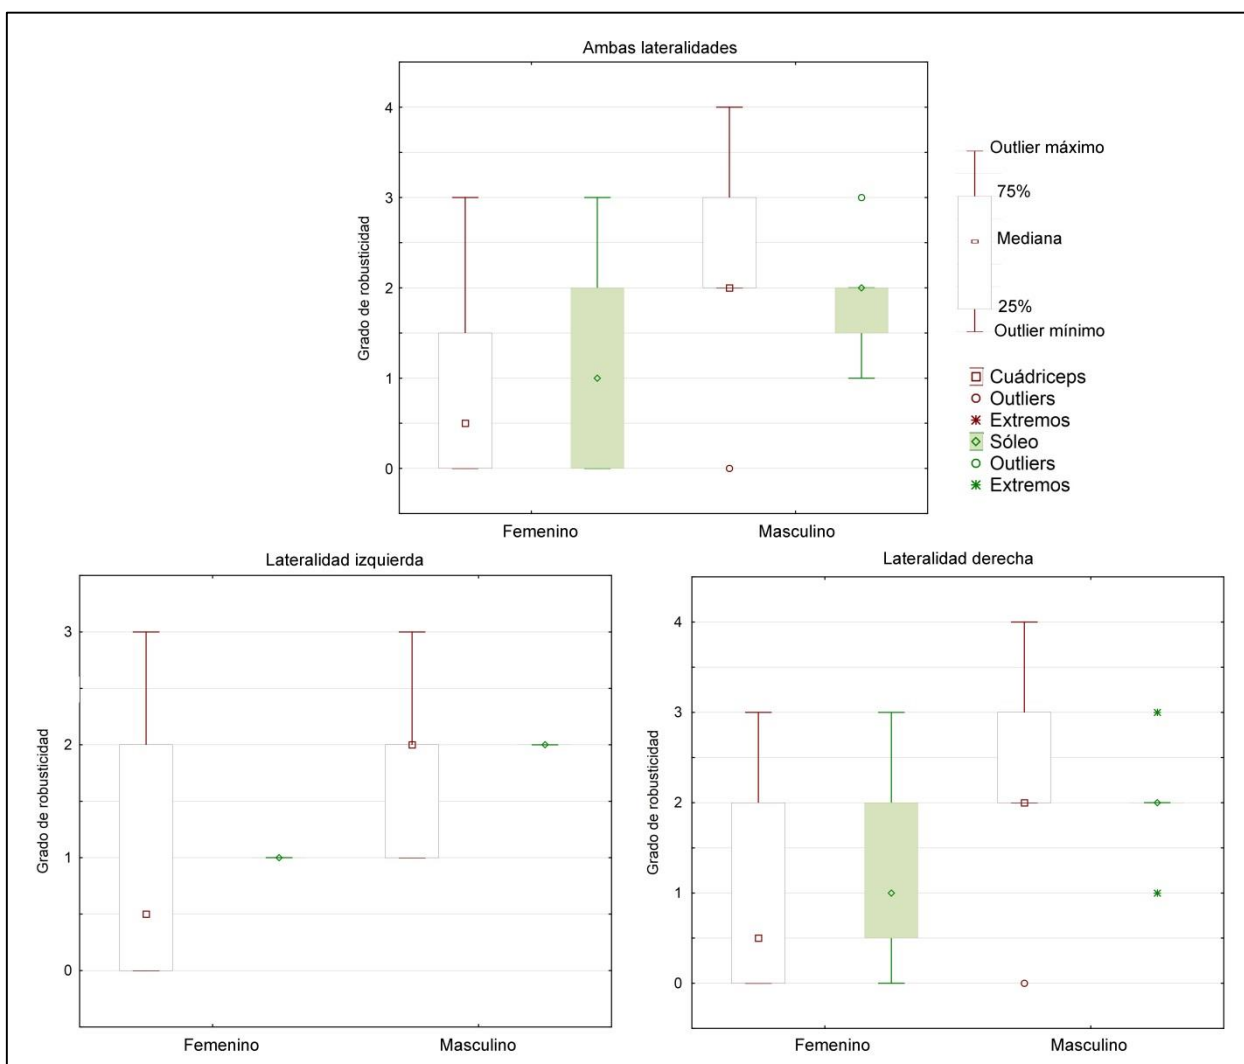 Ambas lateralidades
Grado de robusticidad
4
3
2
1
0
Femenino Masculino
Outlier máximo
75%
Mediana
25%
Outlier mínimo
Cuádriceps
Outliers
Extremos
Sóleo
Outliers
Extremos
Lateralidad izquierda
Grado de robusticidad
3
2
1
0
Femenino Masculino
Lateralidad derecha
Grado de robusticidad
4
3
2
1
0
Femenino Masculino